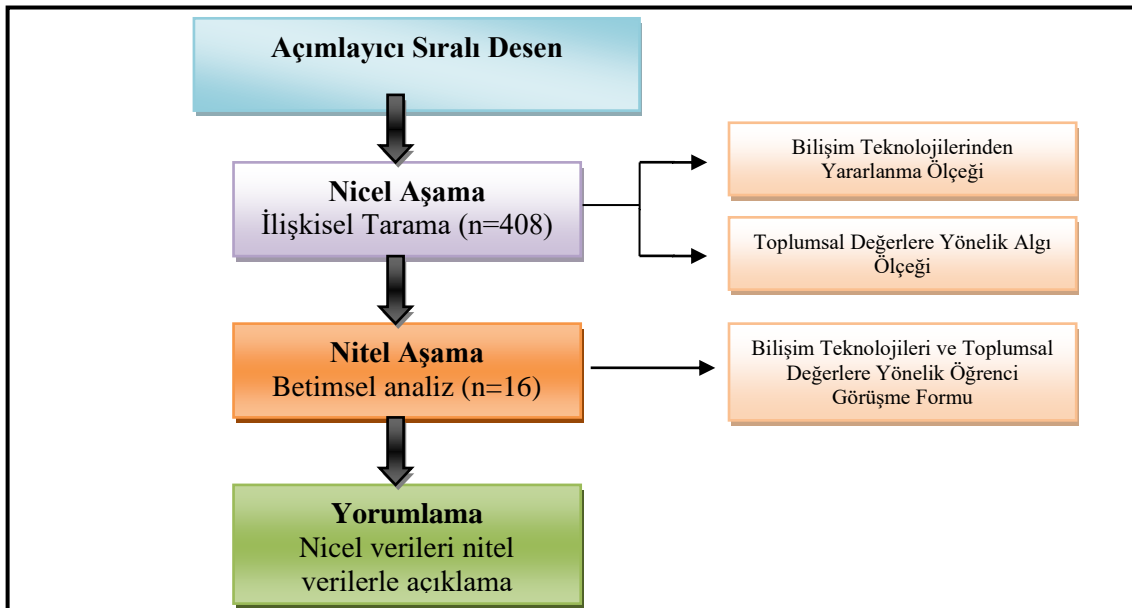 Açımlayıcı Sıralı Desen
Nicel Aşama
İlişkisel Tarama (n=408)
Bilişim Teknolojilerinden
Yararlanma Ölçeği
Toplumsal Değerlere Yönelik Algı
Ölçeği
Nitel Aşama
Betimsel analiz (n=16)
Bilişim Teknolojileri ve Toplumsal
Değerlere Yönelik Öğrenci
Görüşme Formu
Yorumlama
Nicel verileri nitel
verilerle açıklama